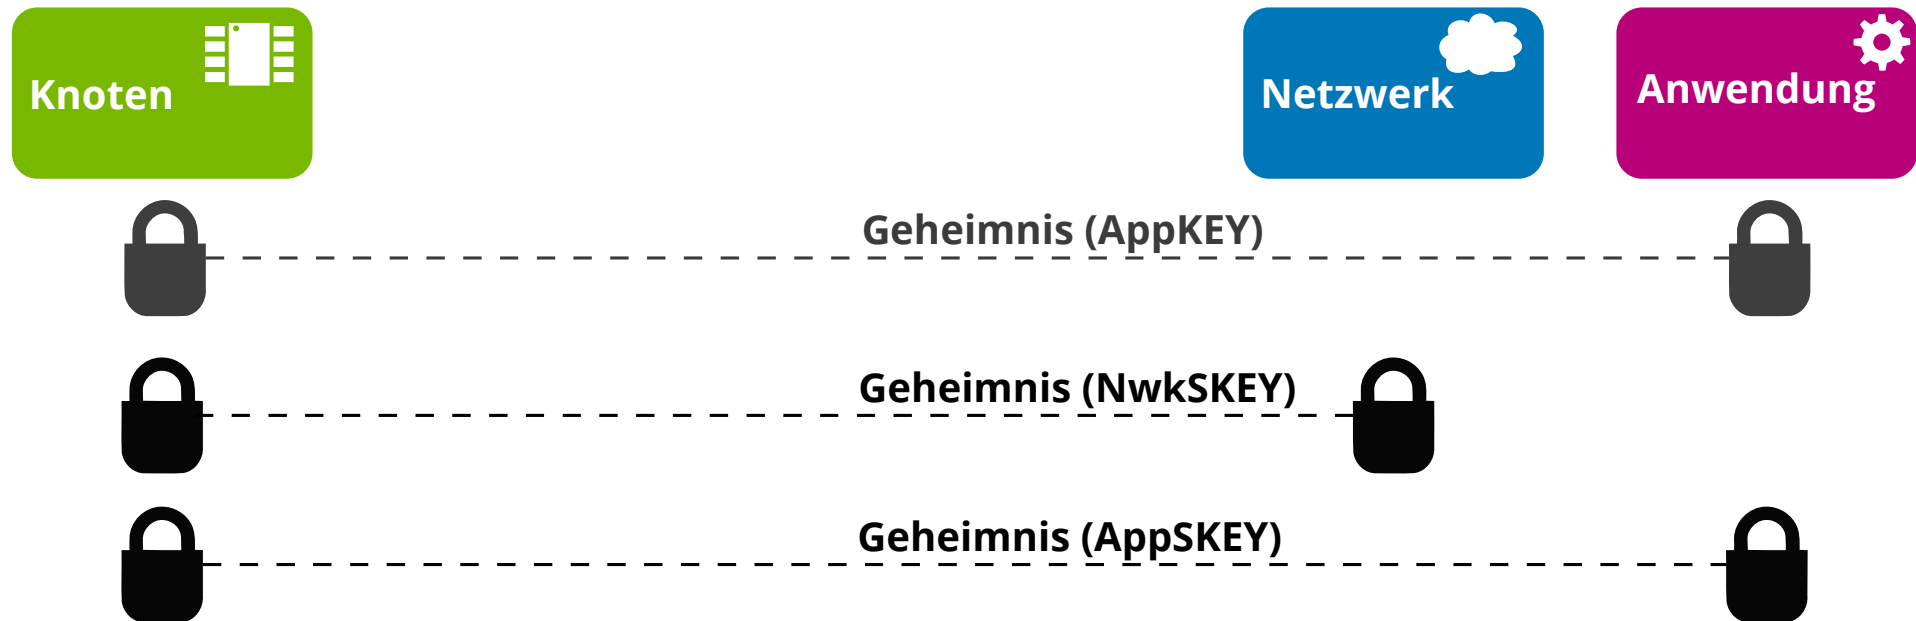 Knoten
Netzwerk
Anwendung
Geheimnis (AppKEY)
Geheimnis (NwkSKEY)
Geheimnis (AppSKEY)